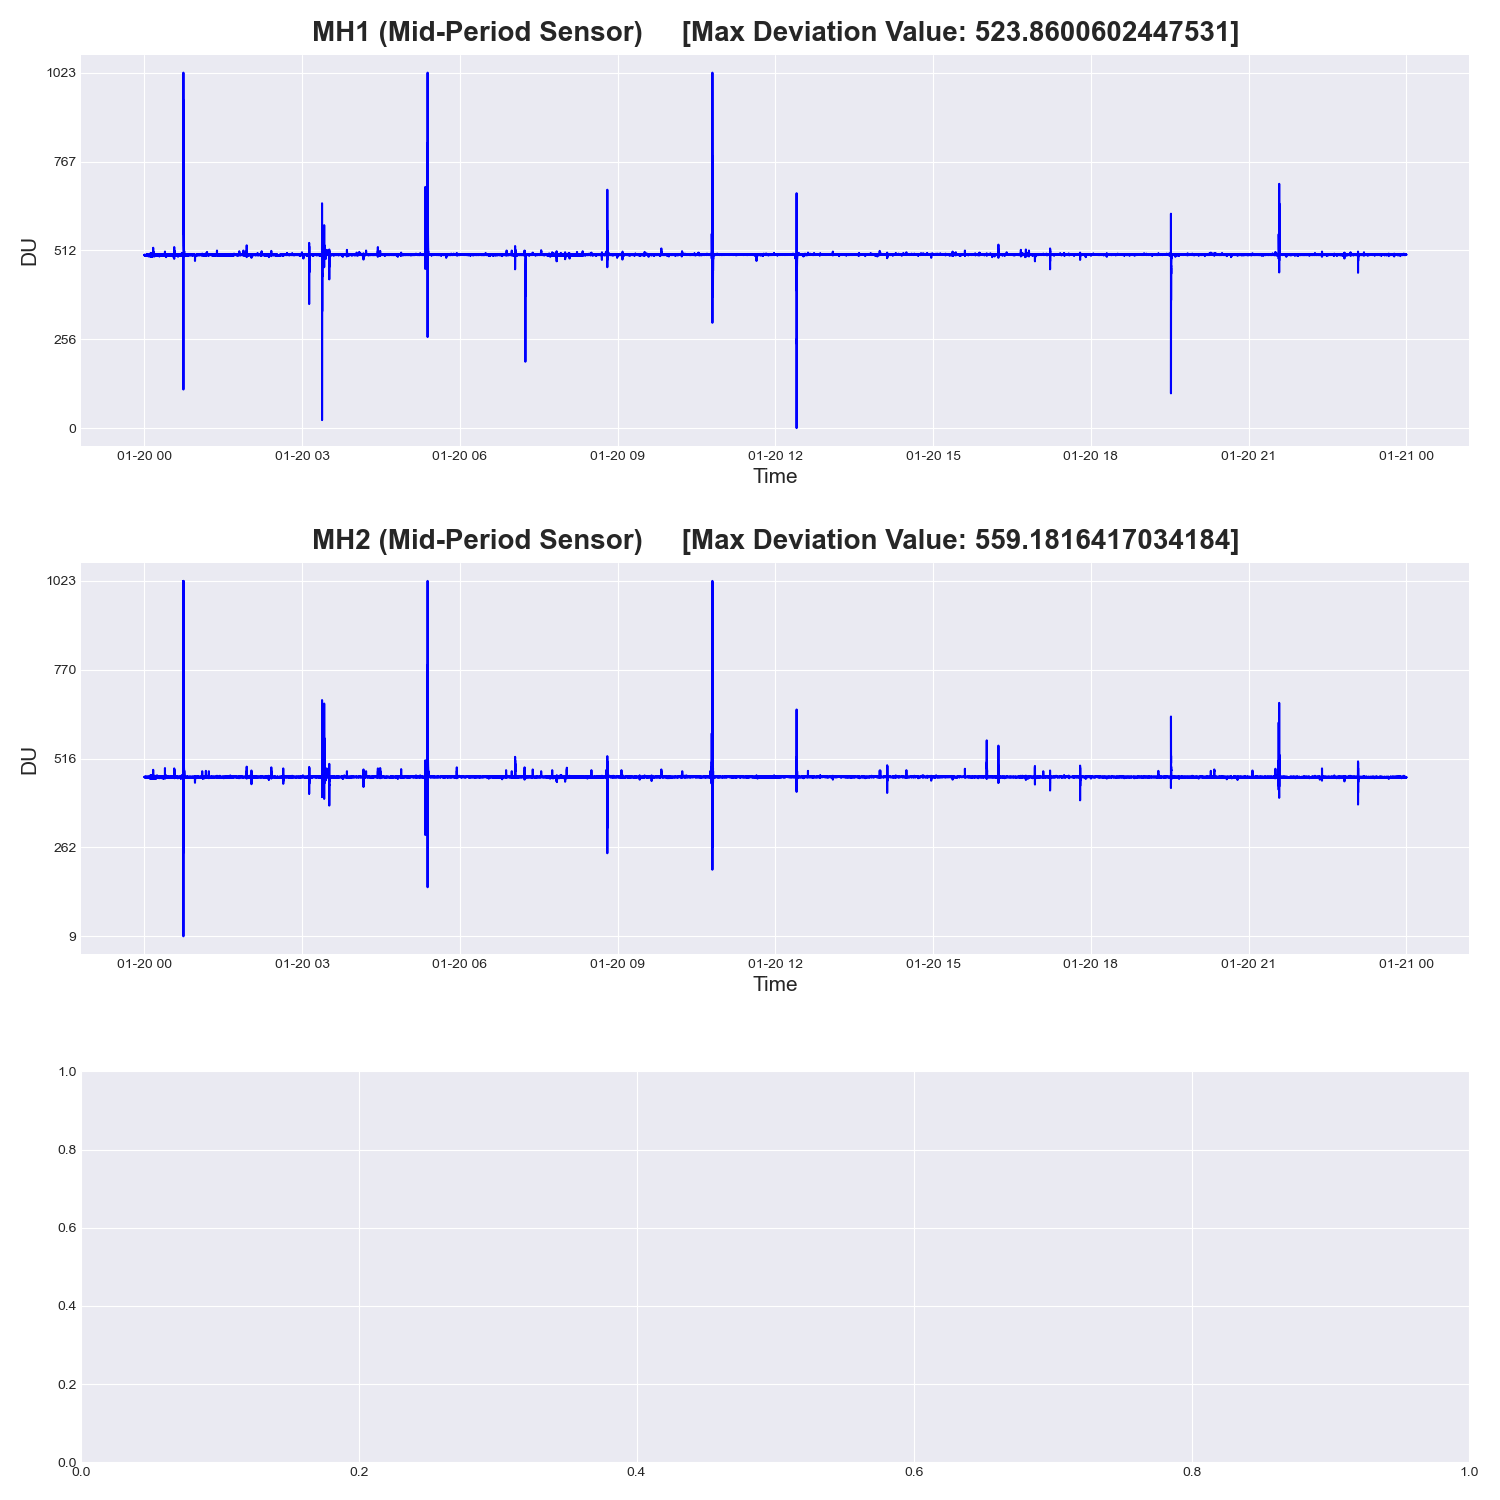 MH1 (Mid-Period Sensor) [Max Deviation Value: 523.8600602447531]
1023
767
512
256
0
DU
01-20 00 01-20 03 01-20 06 01-20 09 01-20 12 01-20 15 01-20 18 01-20 21 01-21 00
Time
MH2 (Mid-Period Sensor) [Max Deviation Value: 559.1816417034184]
1023
770
516
262
9
DU
01-20 00 01-20 03 01-20 06 01-20 09 01-20 12 01-20 15 01-20 18 01-20 21 01-21 00
Time
1.0
0.8
0.6
0.4
0.2
0.0
0.0 0.2 0.4 0.6 0.8 1.0